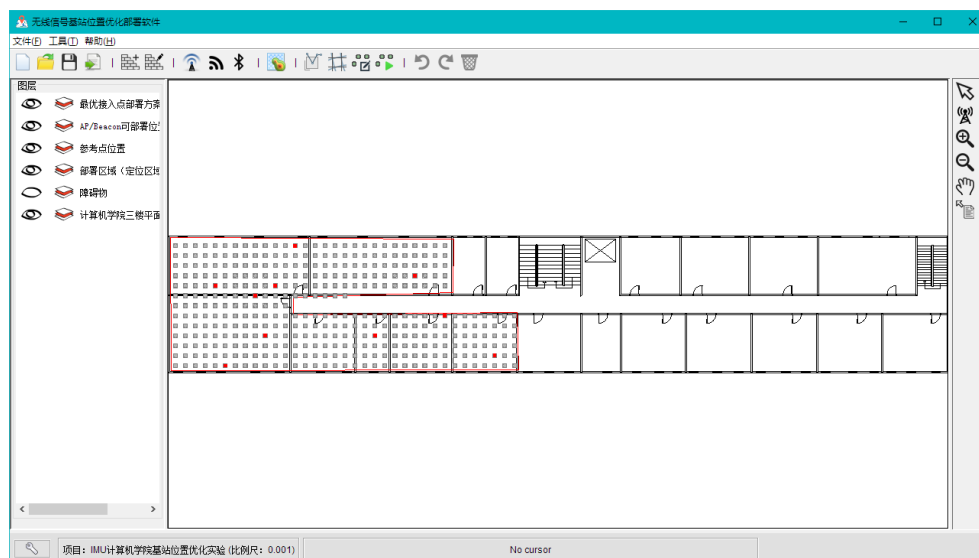 无线信号基站位置优化部署软件
文件(F) 工具(T) 帮助(H)
图层
最优接入点部署方案
AP/Beacon可部署位
参考点位置
部署区域（定位区域
障碍物
计算机学院三楼平面
项目: IMU计算机学院基站位置优化实验 (比例尺: 0.001)
No cursor